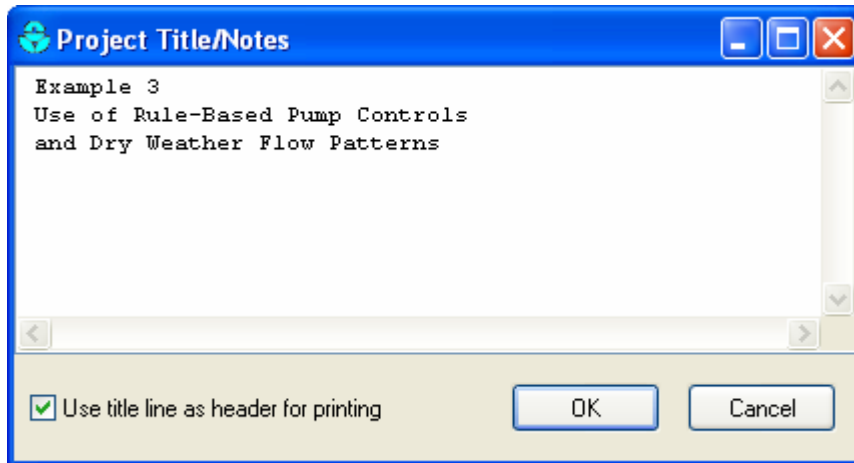 Project Title/Notes
Example 3
Use of Rule-Based Pump Controls
and Dry Weather Flow Patterns
Use title line as header for printing
OK
Cancel